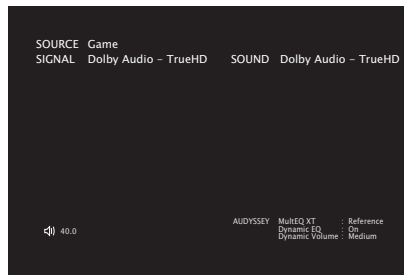 SOURCE Game
SIGNAL Dolby Audio – TrueHD SOUND Dolby Audio – TrueHD
AUDYSSEY MultEQ XT : Reference
Dynamic EQ : On
Dynamic Volume : Medium
40.0